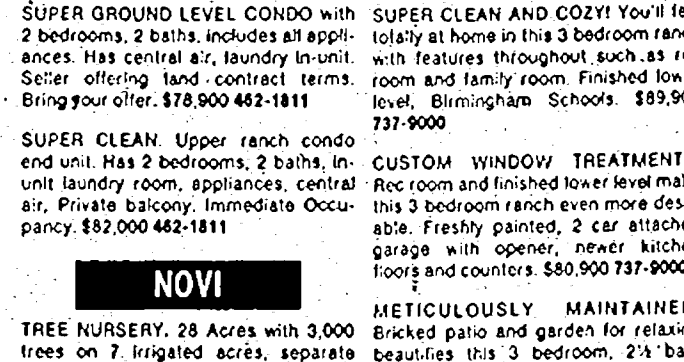 SUPER GROUND LEVEL CONDO with
2 bedrooms, 2 baths, includes all appli-
ances. Has central air, laundry in-unit.
Seller offering land contract terms.
Bring your offer. $78,900 462-1811
SUPER CLEAN. Upper ranch condo
end unit. Has 2 bedrooms, 2 baths, in-
unit laundry room, appliances, central
air, Private balcony. Immediate Occu-
pancy. $82,000 462-1811
NOVI
TREE NURSERY. 28 Acres with 3,000
trees on 7 irrigated acres, separate
SUPER CLEAN AND COZY! You'll fe
totally at home in this 3 bedroom ran
with features throughout such as r
room and family room. Finished low
level, Birmingham Schools. $89,90
737-9000
CUSTOM WINDOW TREATMENT
Rec room and finished lower level mak
this 3 bedroom ranch even more des
able. Freshly painted, 2 car attache
garage with opener, newer kitche
floors and counters. $80,900 737-9000
METICULOUSLY MAINTAINE
Bricked patio and garden for relaxi
beautifies this 3 bedroom, 2½ ba